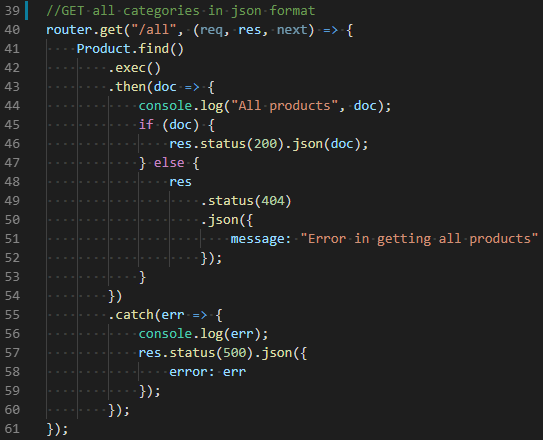 39 //GET all categories in json format
40 router.get("/all", (req, res, next) => {
41     Product.find()
42         .exec()
43         .then(doc => {
44             console.log("All products", doc);
45             if (doc) {
46                 res.status(200).json(doc);
47             } else {
48                 res
49                     .status(404)
50                     .json({
51                         message: "Error in getting all products"
52                     });
53             }
54         })
55         .catch(err => {
56             console.log(err);
57             res.status(500).json({
58                 error: err
59             });
60         });
61 });